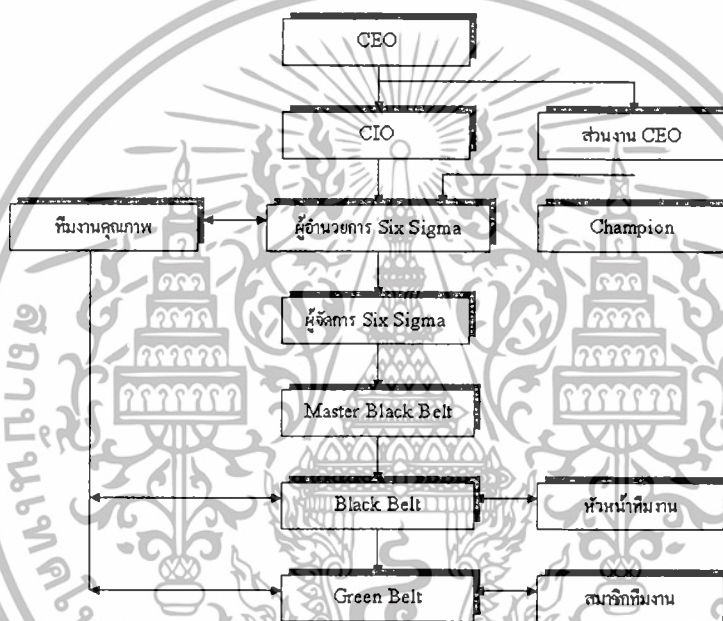 CEO
CIO
ส่วนงาน CEO
ทีมงานคุณภาพ
ผู้อำนวยการ Six Sigma
Champion
ผู้จัดการ Six Sigma
Master Black Belt
Black Belt
หัวหน้าทีมงาน
Green Belt
สมาชิกทีมงาน